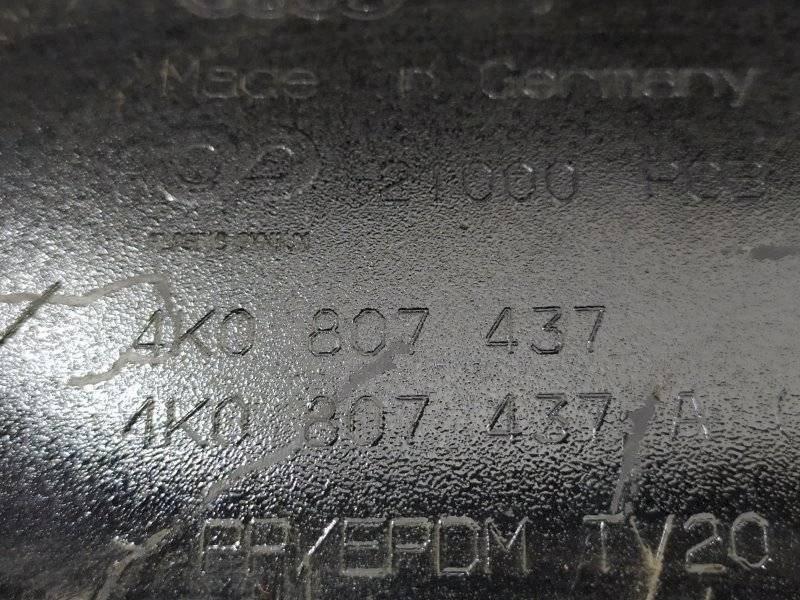 Made in Germany
21000
4K0 807 437
4K0 807 437 A
PP/EPDM TV20